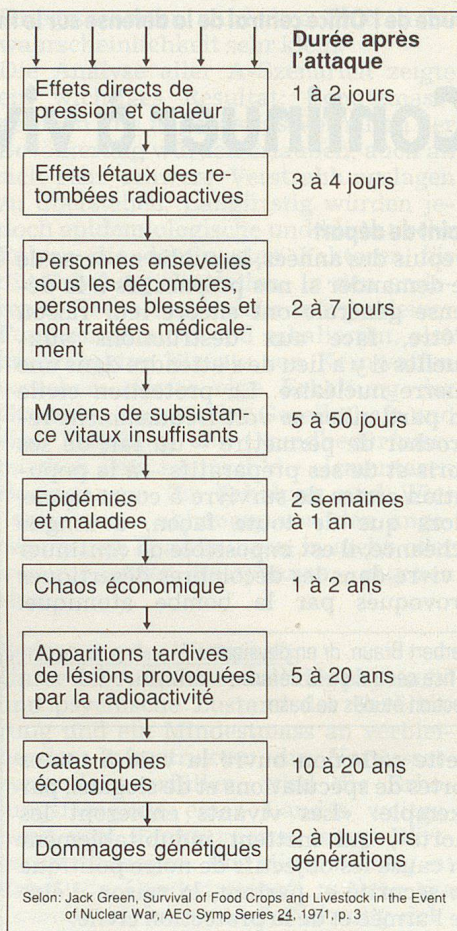 Durée après
l'attaque
Effets directs de
pression et chaleur
1 à 2 jours
Effets létaux des re-
tombées radioactives
3 à 4 jours
Personnes ensevelies
sous les décombres,
personnes blessées et
non traitées médicale-
ment
2 à 7 jours
Moyens de subsistan-
ce vitaux insuffisants
5 à 50 jours
Epidémies
et maladies
2 semaines
à 1 an
Chaos économique
1 à 2 ans
Apparitions tardives
de lésions provoquées
par la radioactivité
5 à 20 ans
Catastrophes
écologiques
10 à 20 ans
Dommages génétiques
2 à plusieurs
générations
Selon: Jack Green, Survival of Food Crops and Livestock in the Event
of Nuclear War, AEC Symp Series 24, 1971, p. 3